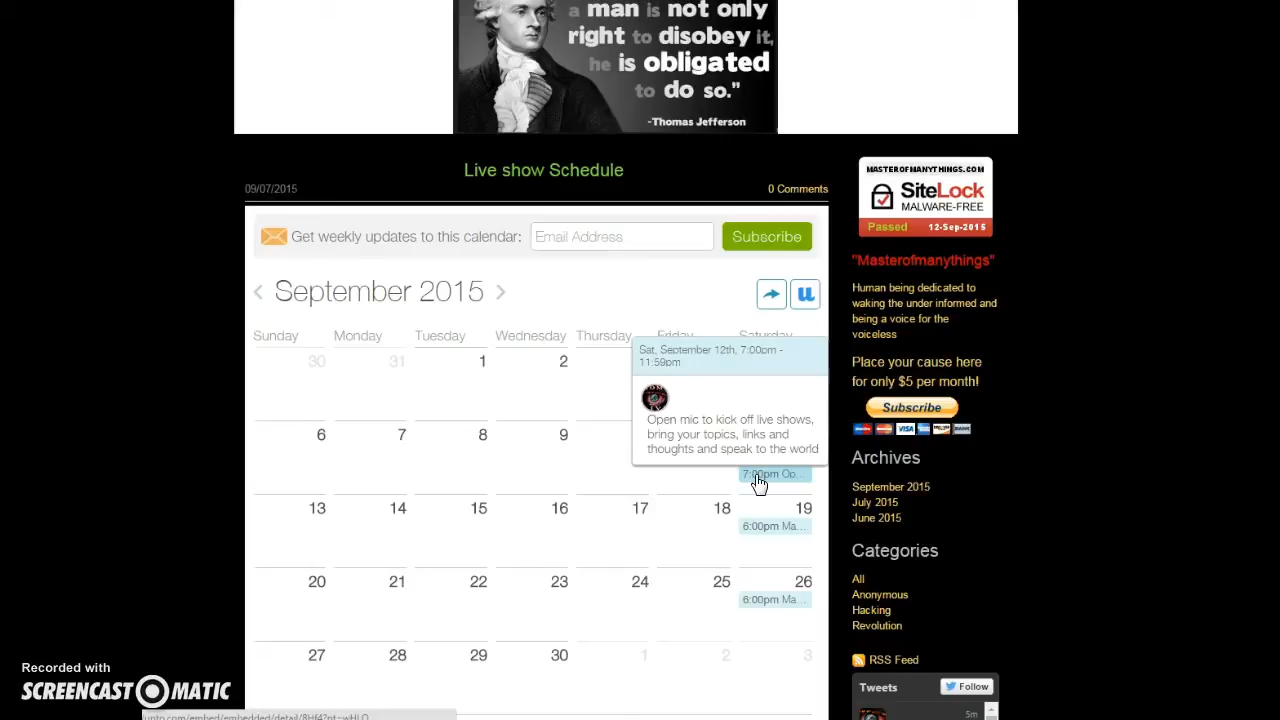 a man is not only
right to disobey it,
he is obligated
to do so."
-Thomas Jefferson
Live show Schedule
09/07/2015
0 Comments
Get weekly updates to this calendar:
Email Address
Subscribe
September 2015
Sunday Monday Tuesday Wednesday Thursday Friday Saturday
30 31 1 2
Sat, September 12th, 7:00pm -
11:59pm
Open mic to kick off live shows,
bring your topics, links and
thoughts and speak to the world
6 7 8 9
7:00pm Op...
13 14 15 16 17 18 19
6:00pm Ma...
20 21 22 23 24 25 26
6:00pm Ma...
27 28 29 30 1 2 3
MASTEROFMANYTHINGS.COM
SiteLock
MALWARE-FREE
Passed 12-Sep-2015
"Masterofmanythings"
Human being dedicated to
waking the under informed and
being a voice for the
voiceless
Place your cause here
for only $5 per month!
Subscribe
VISA
Archives
September 2015
July 2015
June 2015
Categories
All
Anonymous
Hacking
Revolution
RSS Feed
Tweets
Follow
5m
Recorded with
SCREENCAST-O-MATIC